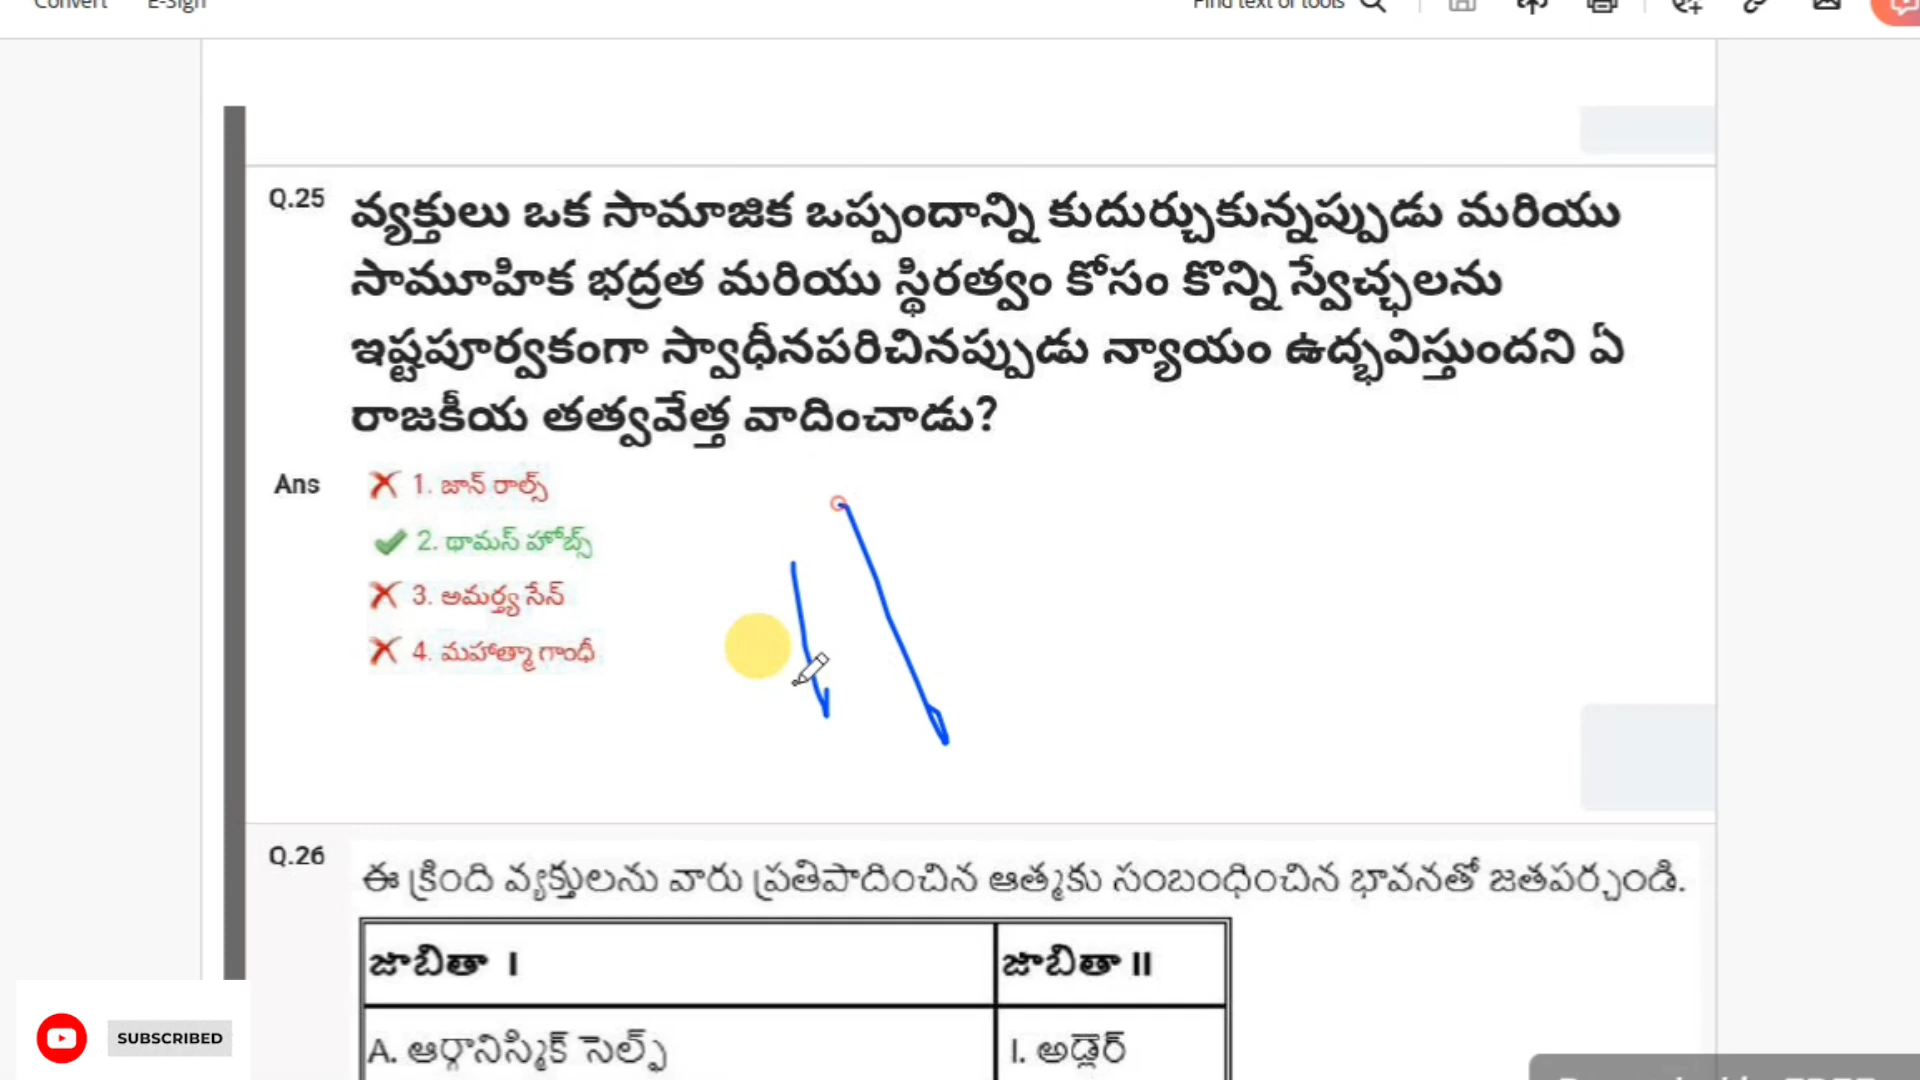 Convert E-Sign Find text or tools
Q.25 వ్యక్తులు ఒక సామాజిక ఒప్పందాన్ని కుదుర్చుకున్నప్పుడు మరియు
సామూహిక భద్రత మరియు స్థిరత్వం కోసం కొన్ని స్వేచ్ఛలను
ఇష్టపూర్వకంగా స్వాధీనపరిచినప్పుడు న్యాయం ఉద్భవిస్తుందని ఏ
రాజకీయ తత్వవేత్త వాదించాడు?
Ans 1. జాన్ రాల్స్
2. థామస్ హోబ్స్
3. అమర్త్య సేన్
4. మహాత్మా గాంధీ
Q.26 ఈ క్రింది వ్యక్తులను వారు ప్రతిపాదించిన ఆత్మకు సంబంధించిన భావనతో జతపర్చండి.
జాబితా I జాబితా II
A. ఆర్గానిస్మిక్ సెల్ఫ్ I. అడ్లెర్
SUBSCRIBED